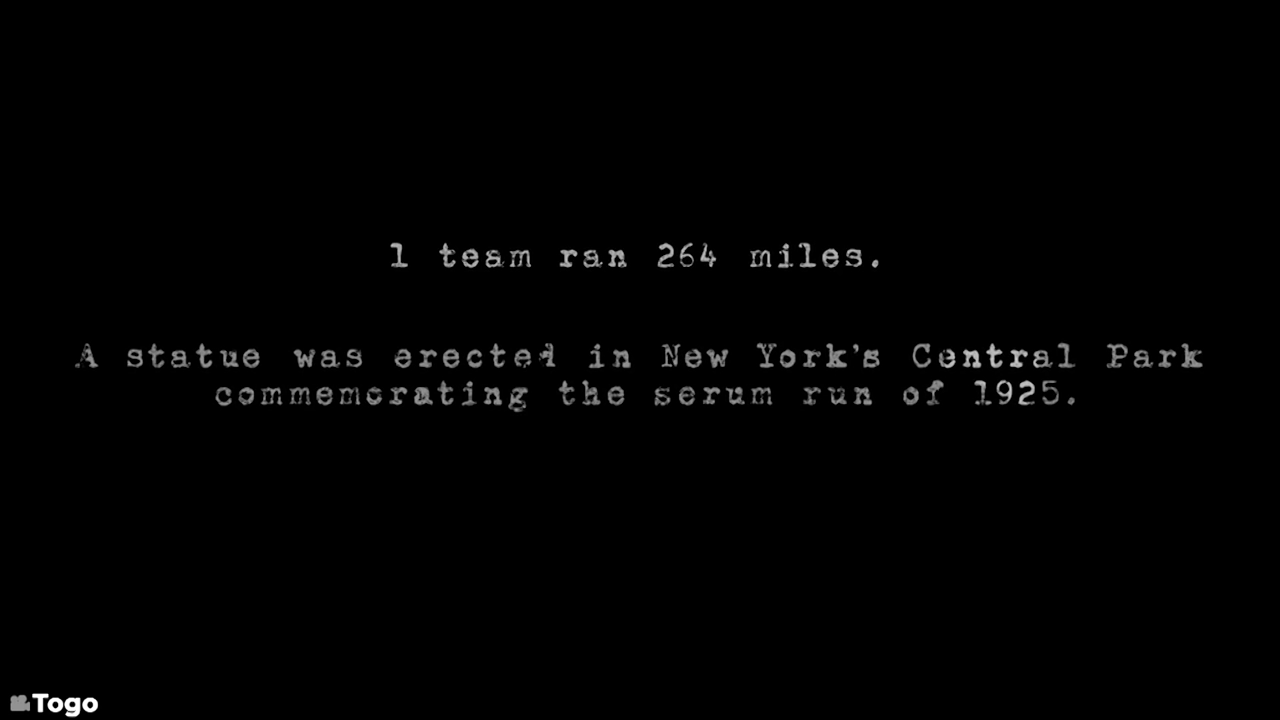 1 team ran 264 miles.
A statue was erected in New York's Central Park
commemorating the serum run of 1925.
Togo